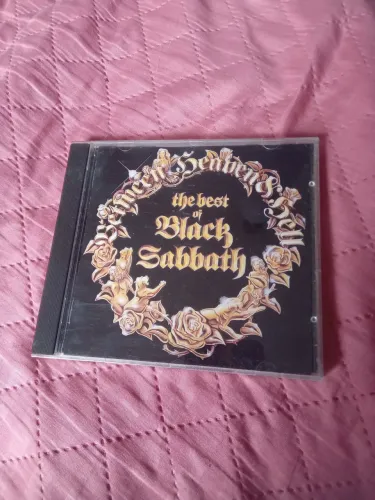 Between Heaven & Hell
the best
of
Black
Sabbath